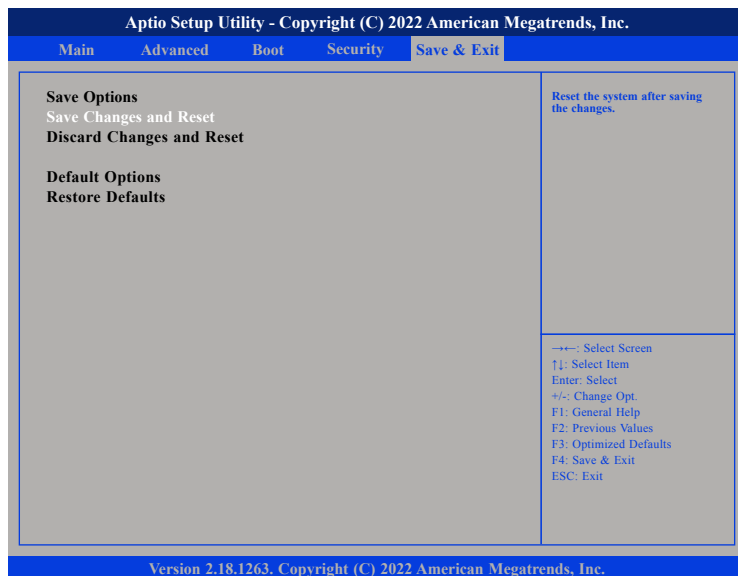 Aptio Setup Utility - Copyright (C) 2022 American Megatrends, Inc.
Main Advanced Boot Security Save & Exit
Save Options
Save Changes and Reset
Discard Changes and Reset
Default Options
Restore Defaults
Reset the system after saving
the changes.
→←: Select Screen
↑↓: Select Item
Enter: Select
+/-: Change Opt.
F1: General Help
F2: Previous Values
F3: Optimized Defaults
F4: Save & Exit
ESC: Exit
Version 2.18.1263. Copyright (C) 2022 American Megatrends, Inc.